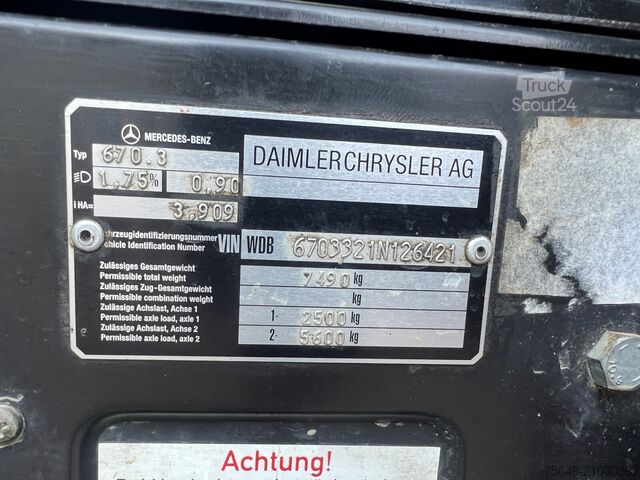 Truck
Scout24
MERCEDES-BENZ
DAIMLERCHRYSLER AG
Typ 670.3
1.75% 0.90
i HA= 3.909
Fahrzeugidentifizierungsnummer
Vehicle Identification Number VIN WDB 6703321N126421
Zulässiges Gesamtgewicht
Permissible total weight 7490 kg
Zulässiges Zug-Gesamtgewicht
Permissible combination weight kg
Zulässige Achslast, Achse 1
Permissible axle load, axle 1 1- 2500 kg
Zulässige Achslast, Achse 2
Permissible axle load, axle 2 2- 5600 kg
Achtung!